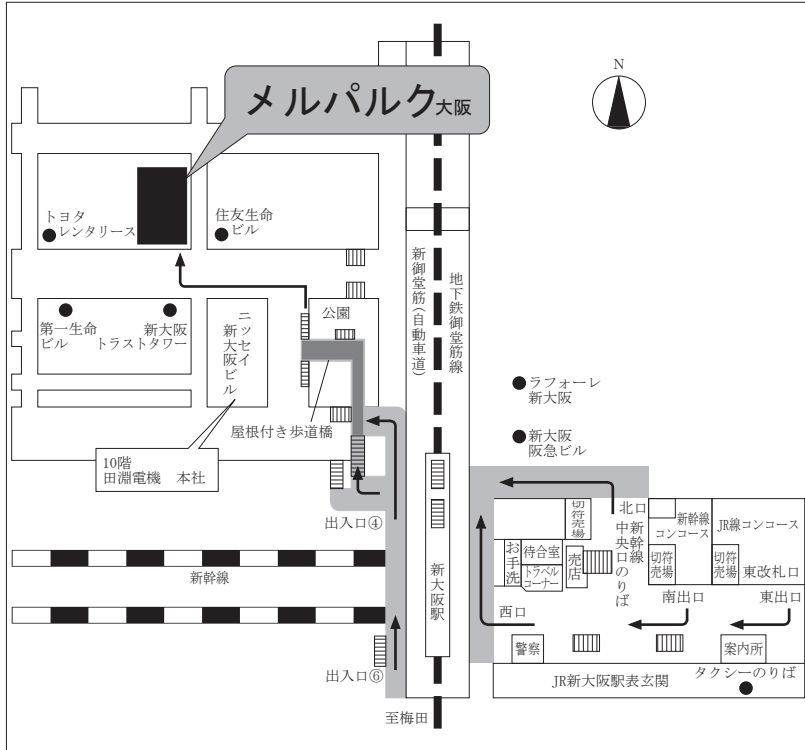 メルパルク大阪
N
トヨタ
レンタリース
住友生命
ビル
新御堂筋（自動車道）
地下鉄御堂筋線
第一生命
ビル
新大阪
トラストタワー
ニッセイ
新大阪ビル
公園
ラフォーレ
新大阪
屋根付き歩道橋
新大阪
阪急ビル
10階
田淵電機　本社
出入口④
北口
切符売場
新幹線
中央口のりば
新幹線
コンコース
JR線コンコース
お手洗
待合室
トラベル
コーナー
売店
切符
売場
切符
売場
東改札口
新幹線
新大阪駅
西口
南出口
東出口
警察
案内所
出入口⑥
タクシーのりば
JR新大阪駅表玄関
至梅田